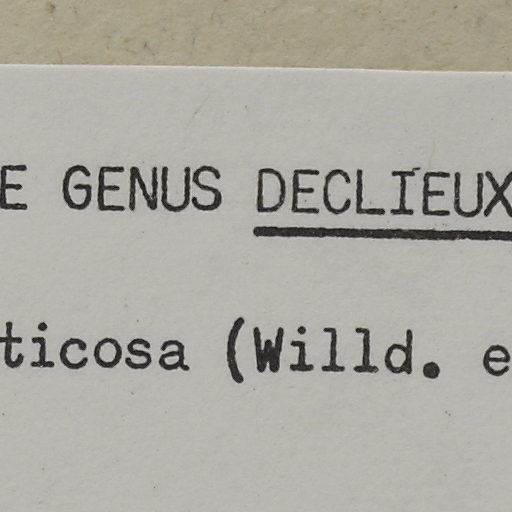 E GENUS DECLIEUX
ticosa (Willd. e